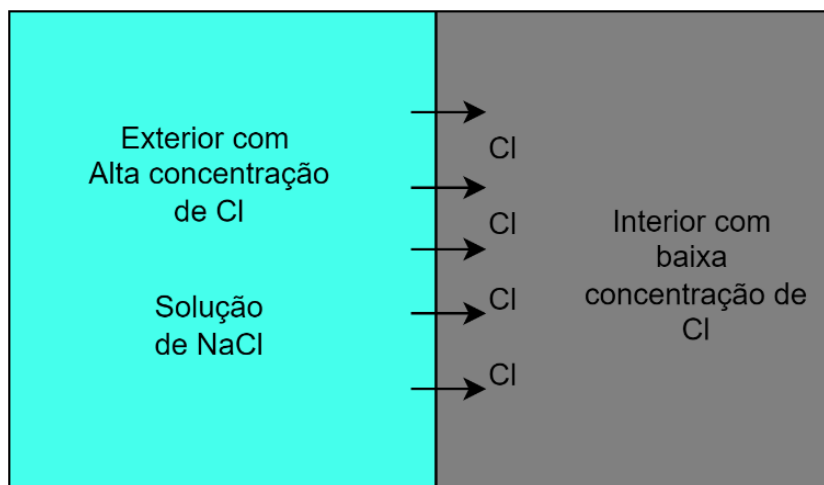 Exterior com
Alta concentração
de Cl
Solução
de NaCl
Cl
Cl
Cl
Cl
Interior com
baixa
concentração de
Cl